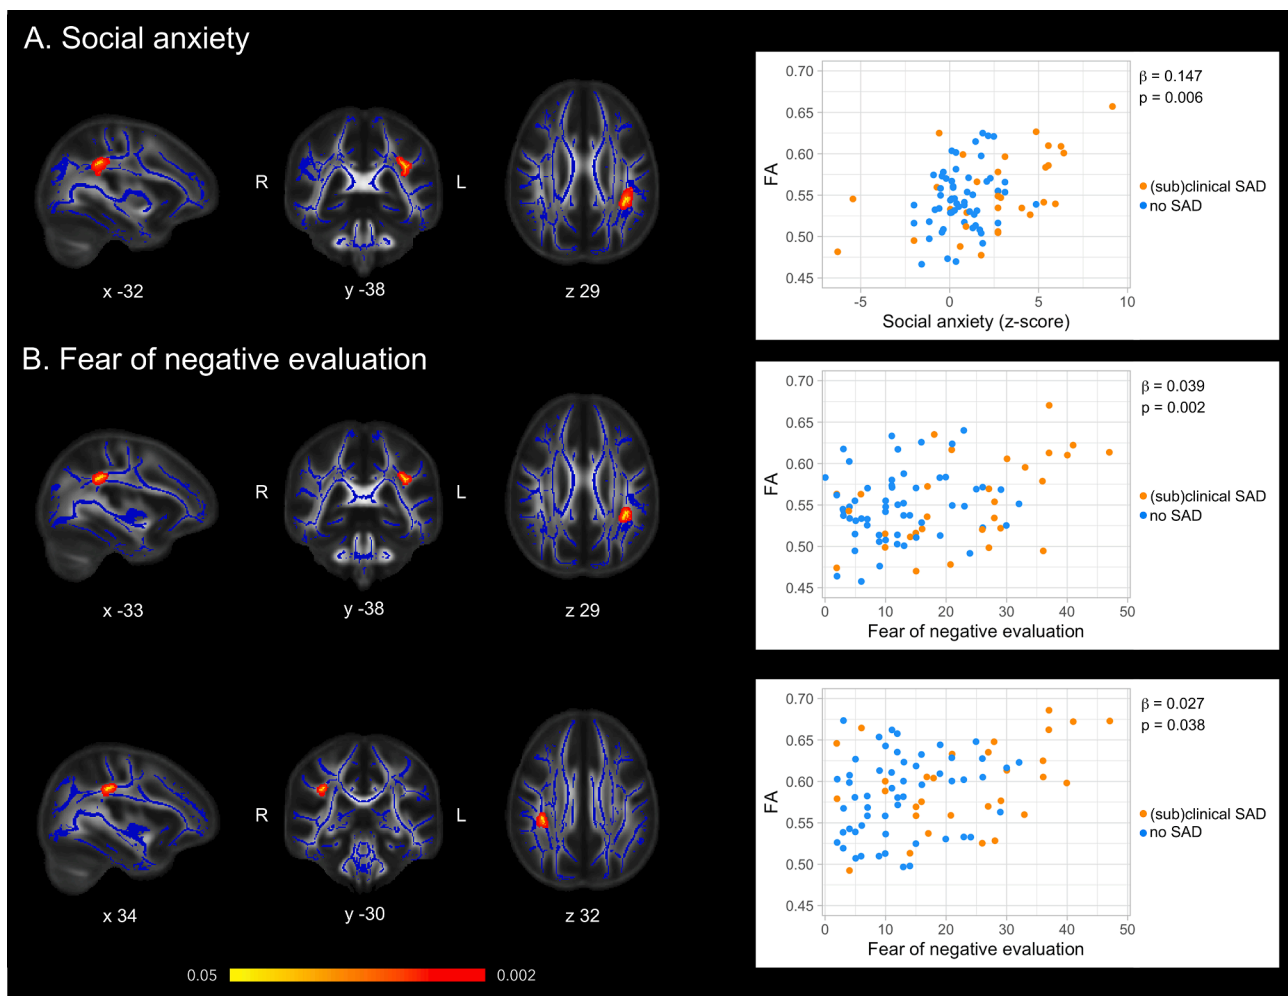 A. Social anxiety
R
L
x -32
y -38
z 29
FA
0.70
0.65
0.60
0.55
0.50
0.45
-5
0
5
10
Social anxiety (z-score)
β = 0.147
p = 0.006
(sub)clinical SAD
no SAD
B. Fear of negative evaluation
R
L
x -33
y -38
z 29
FA
0.70
0.65
0.60
0.55
0.50
0.45
0
10
20
30
40
50
Fear of negative evaluation
β = 0.039
p = 0.002
(sub)clinical SAD
no SAD
R
L
x 34
y -30
z 32
FA
0.70
0.65
0.60
0.55
0.50
0.45
0
10
20
30
40
50
Fear of negative evaluation
β = 0.027
p = 0.038
(sub)clinical SAD
no SAD
0.05
0.002